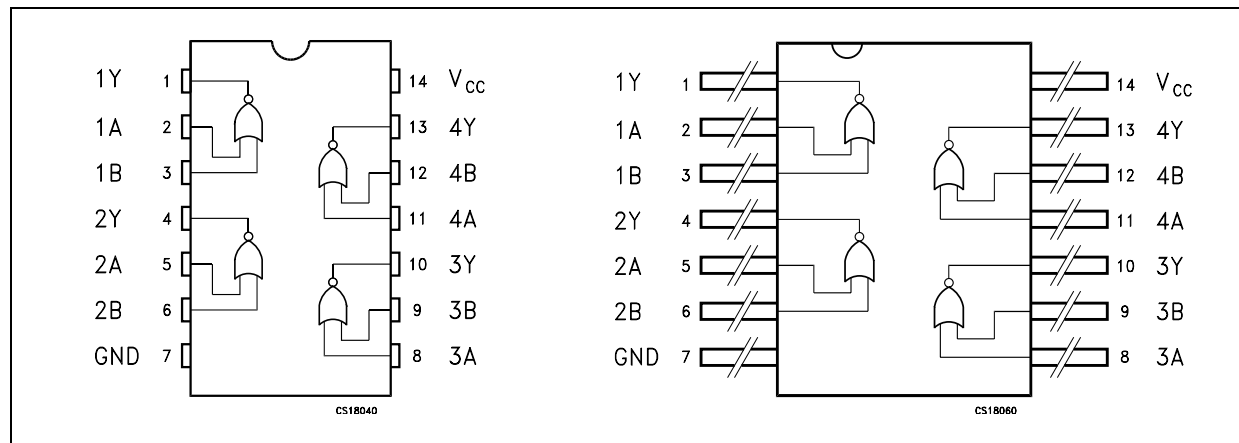 1Y 1 14 VCC
1A 2 13 4Y
1B 3 12 4B
2Y 4 11 4A
2A 5 10 3Y
2B 6 9 3B
GND 7 8 3A
CS18040
1Y 1 14 VCC
1A 2 13 4Y
1B 3 12 4B
2Y 4 11 4A
2A 5 10 3Y
2B 6 9 3B
GND 7 8 3A
CS18060